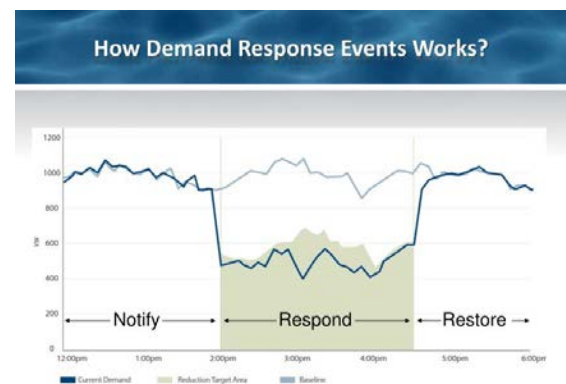 How Demand Response Events Works?
1200
1000
800
600
400
200
0
kW
Notify
Respond
Restore
12:00pm 1:00pm 2:00pm 3:00pm 4:00pm 5:00pm 6:00pm
Current Demand Reduction Target Area Baseline